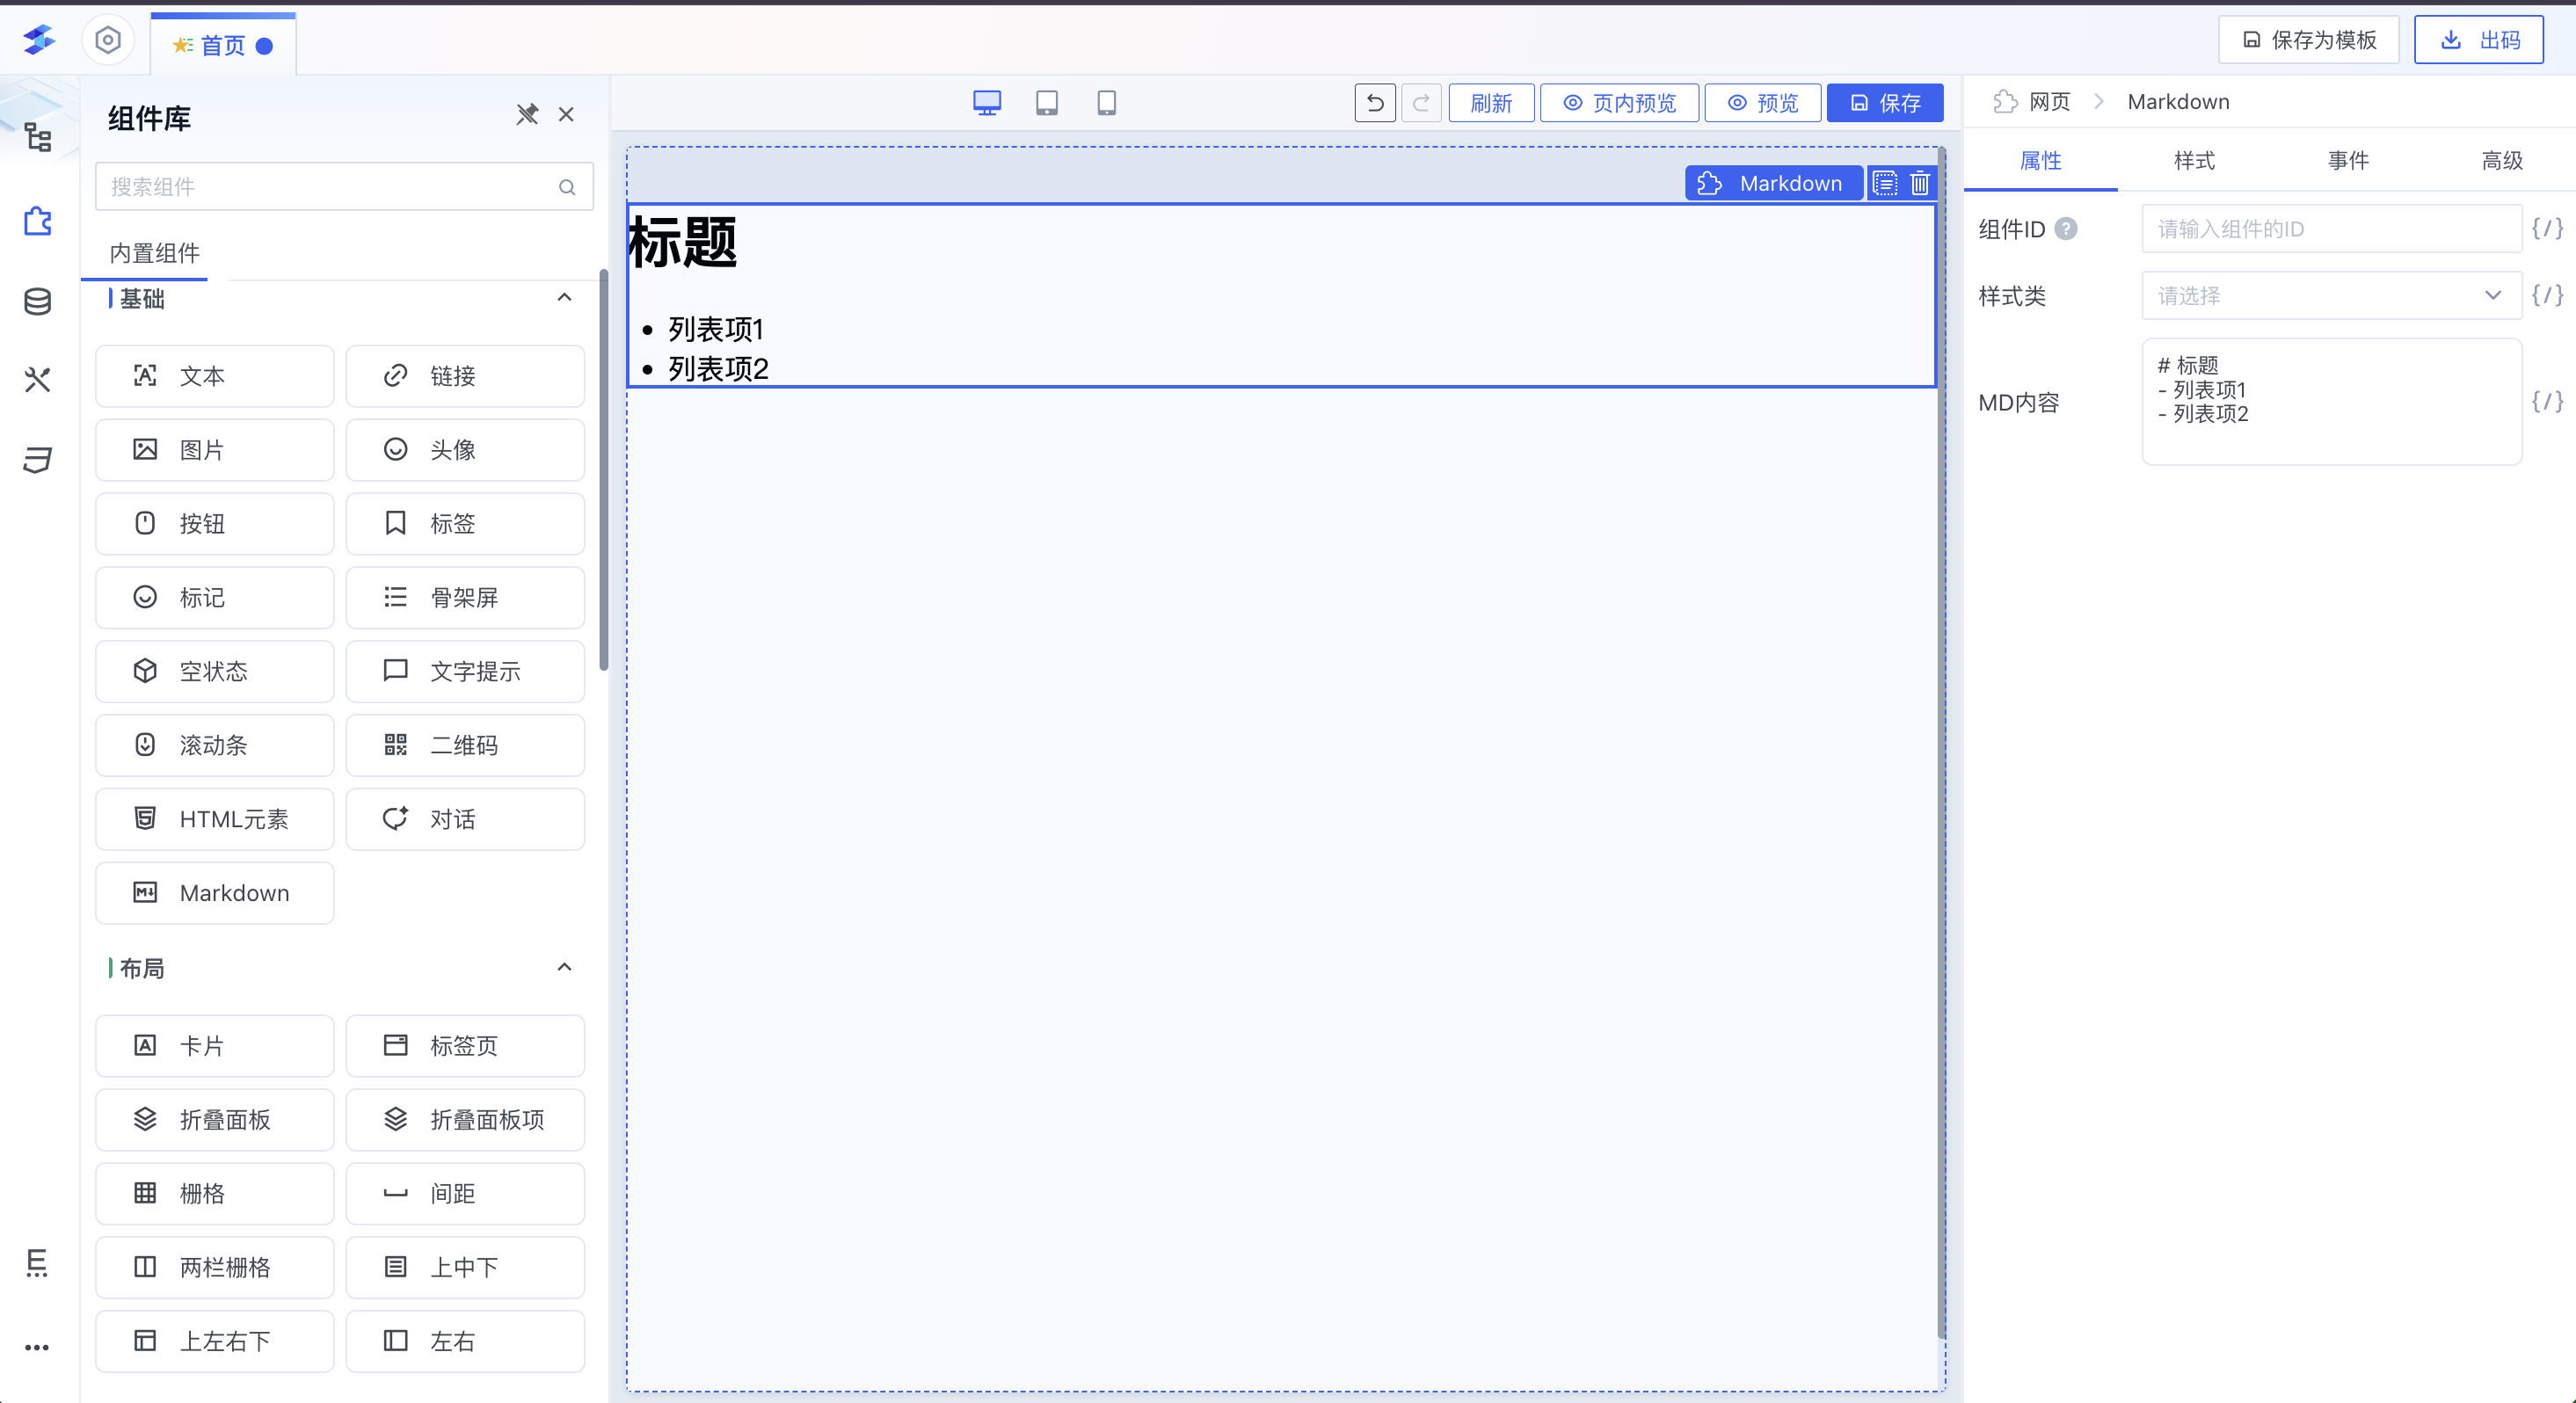 首页
保存为模板
出码
组件库
搜索组件
内置组件
基础
文本
链接
图片
头像
按钮
标签
标记
骨架屏
空状态
文字提示
滚动条
二维码
HTML元素
对话
Markdown
布局
卡片
标签页
折叠面板
折叠面板项
栅格
间距
两栏栅格
上中下
上左右下
左右
刷新
页内预览
预览
保存
Markdown
标题
列表项1
列表项2
网页 > Markdown
属性
样式
事件
高级
组件ID
请输入组件的ID
{/}
样式类
请选择
{/}
MD内容
# 标题
- 列表项1
- 列表项2
{/}